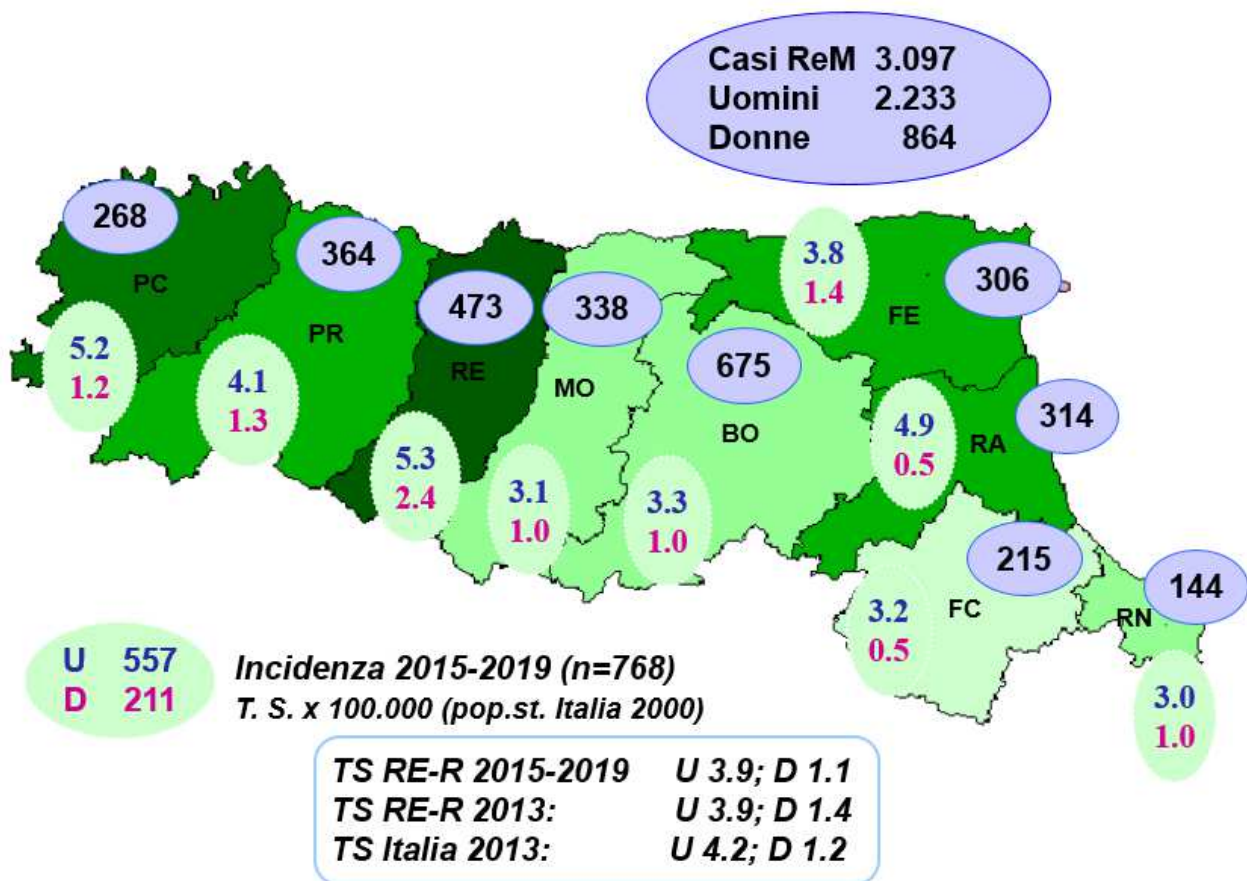 Casi ReM 3.097
Uomini 2.233
Donne 864
268
PC
5.2
1.2
364
PR
4.1
1.3
473
RE
5.3
2.4
338
MO
3.1
1.0
675
BO
3.3
1.0
3.8
1.4
FE
306
4.9
0.5
RA
314
215
FC
3.2
0.5
144
RN
3.0
1.0
U 557
D 211
Incidenza 2015-2019 (n=768)
T. S. x 100.000 (pop.st. Italia 2000)
TS RE-R 2015-2019 U 3.9; D 1.1
TS RE-R 2013: U 3.9; D 1.4
TS Italia 2013: U 4.2; D 1.2